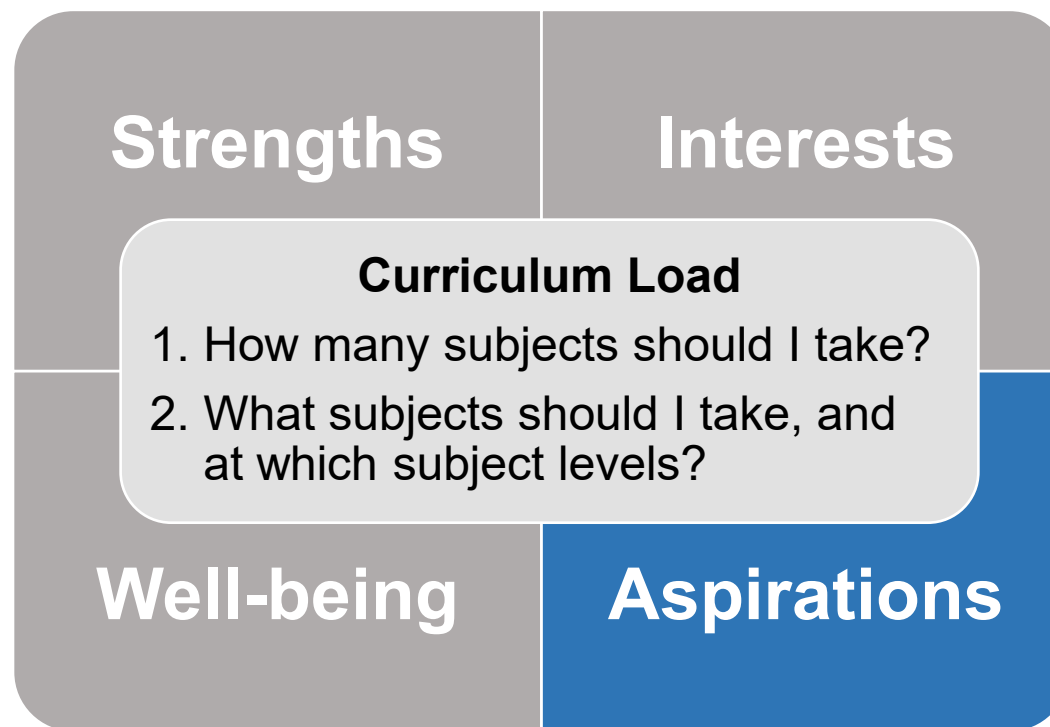 Strengths
Interests
Curriculum Load
1. How many subjects should I take?
2. What subjects should I take, and
at which subject levels?
Well-being
Aspirations